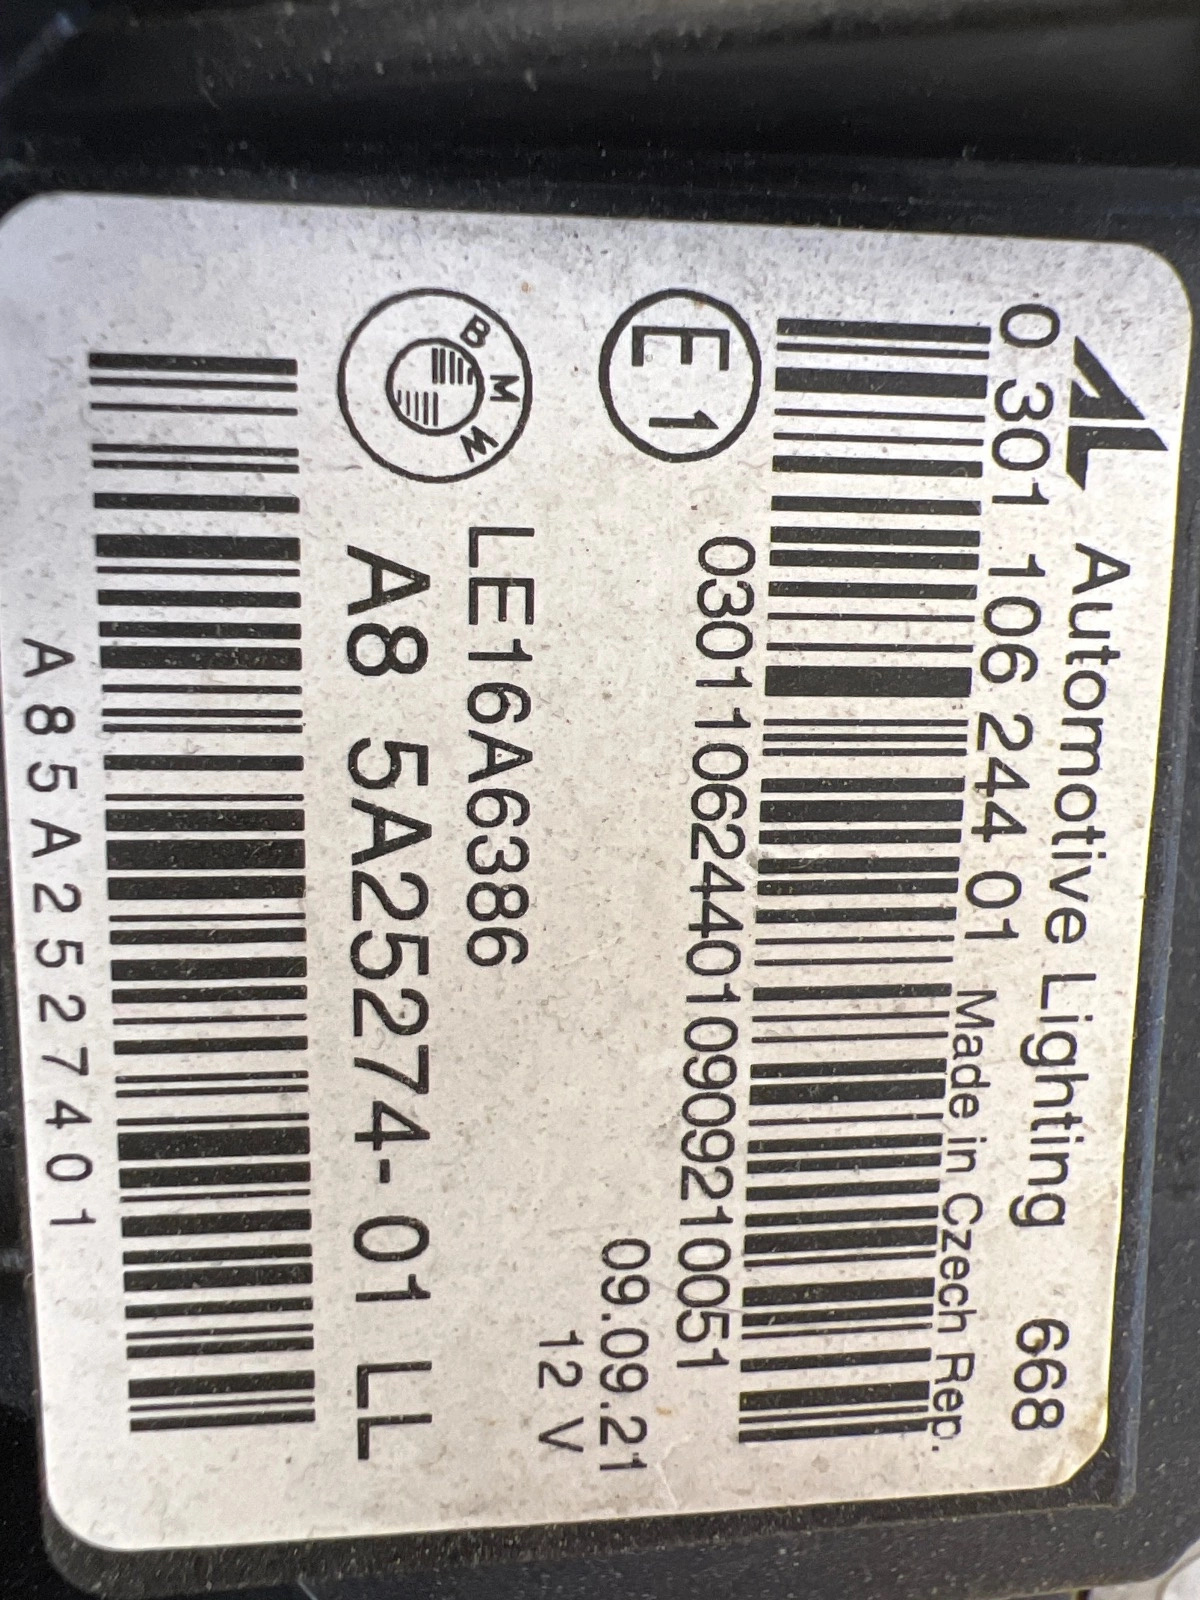 AL Automotive Lighting 668
0 301 106 244 01 Made in Czech Rep.
0301106244010909210051
E1
09.09.21
12 V
LE16A6386
BMW
A8 5A25274-01 LL
A85A2527401